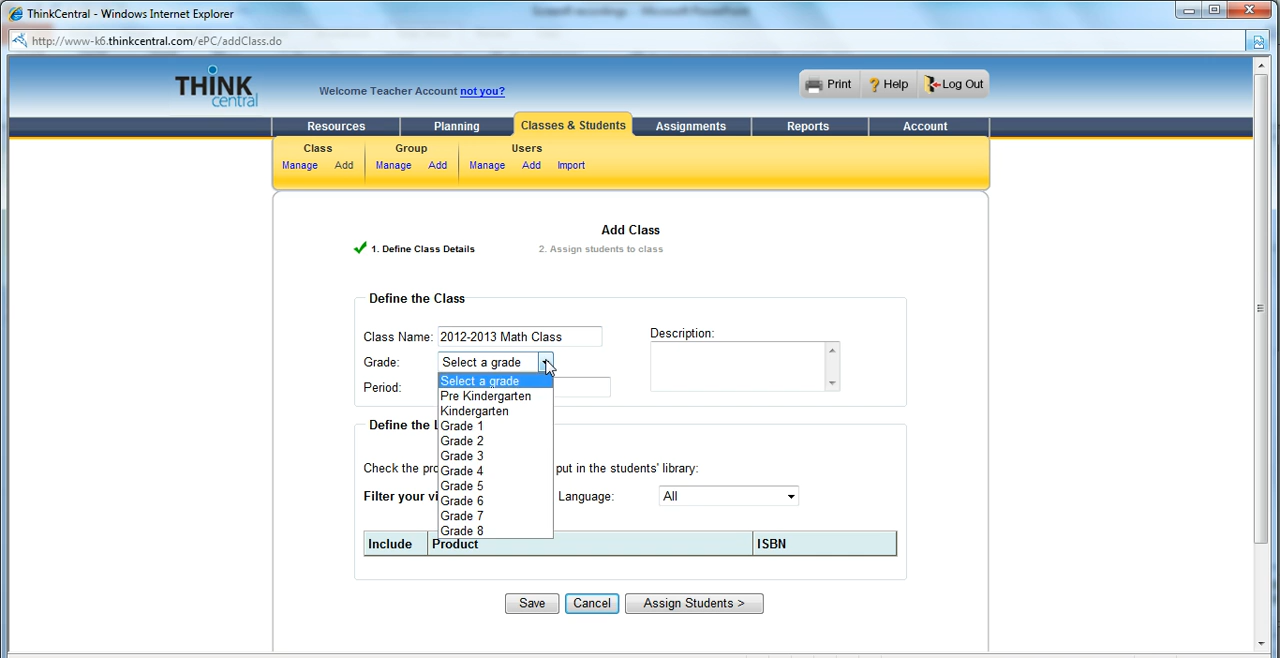 ThinkCentral - Windows Internet Explorer
http://www-k6.thinkcentral.com/ePC/addClass.do
THINK central
Welcome Teacher Account not you?
Print Help Log Out
Resources Planning Classes & Students Assignments Reports Account
Class Group Users
Manage Add Manage Add Manage Add Import
Add Class
1. Define Class Details 2. Assign students to class
Define the Class
Class Name: 2012-2013 Math Class Description:
Grade: Select a grade
Period:
Select a grade
Pre Kindergarten
Kindergarten
Grade 1
Grade 2
Grade 3
Grade 4
Grade 5
Grade 6
Grade 7
Grade 8
Define the
Check the put in the students' library:
Filter your Language: All
Include Product ISBN
Save Cancel Assign Students >